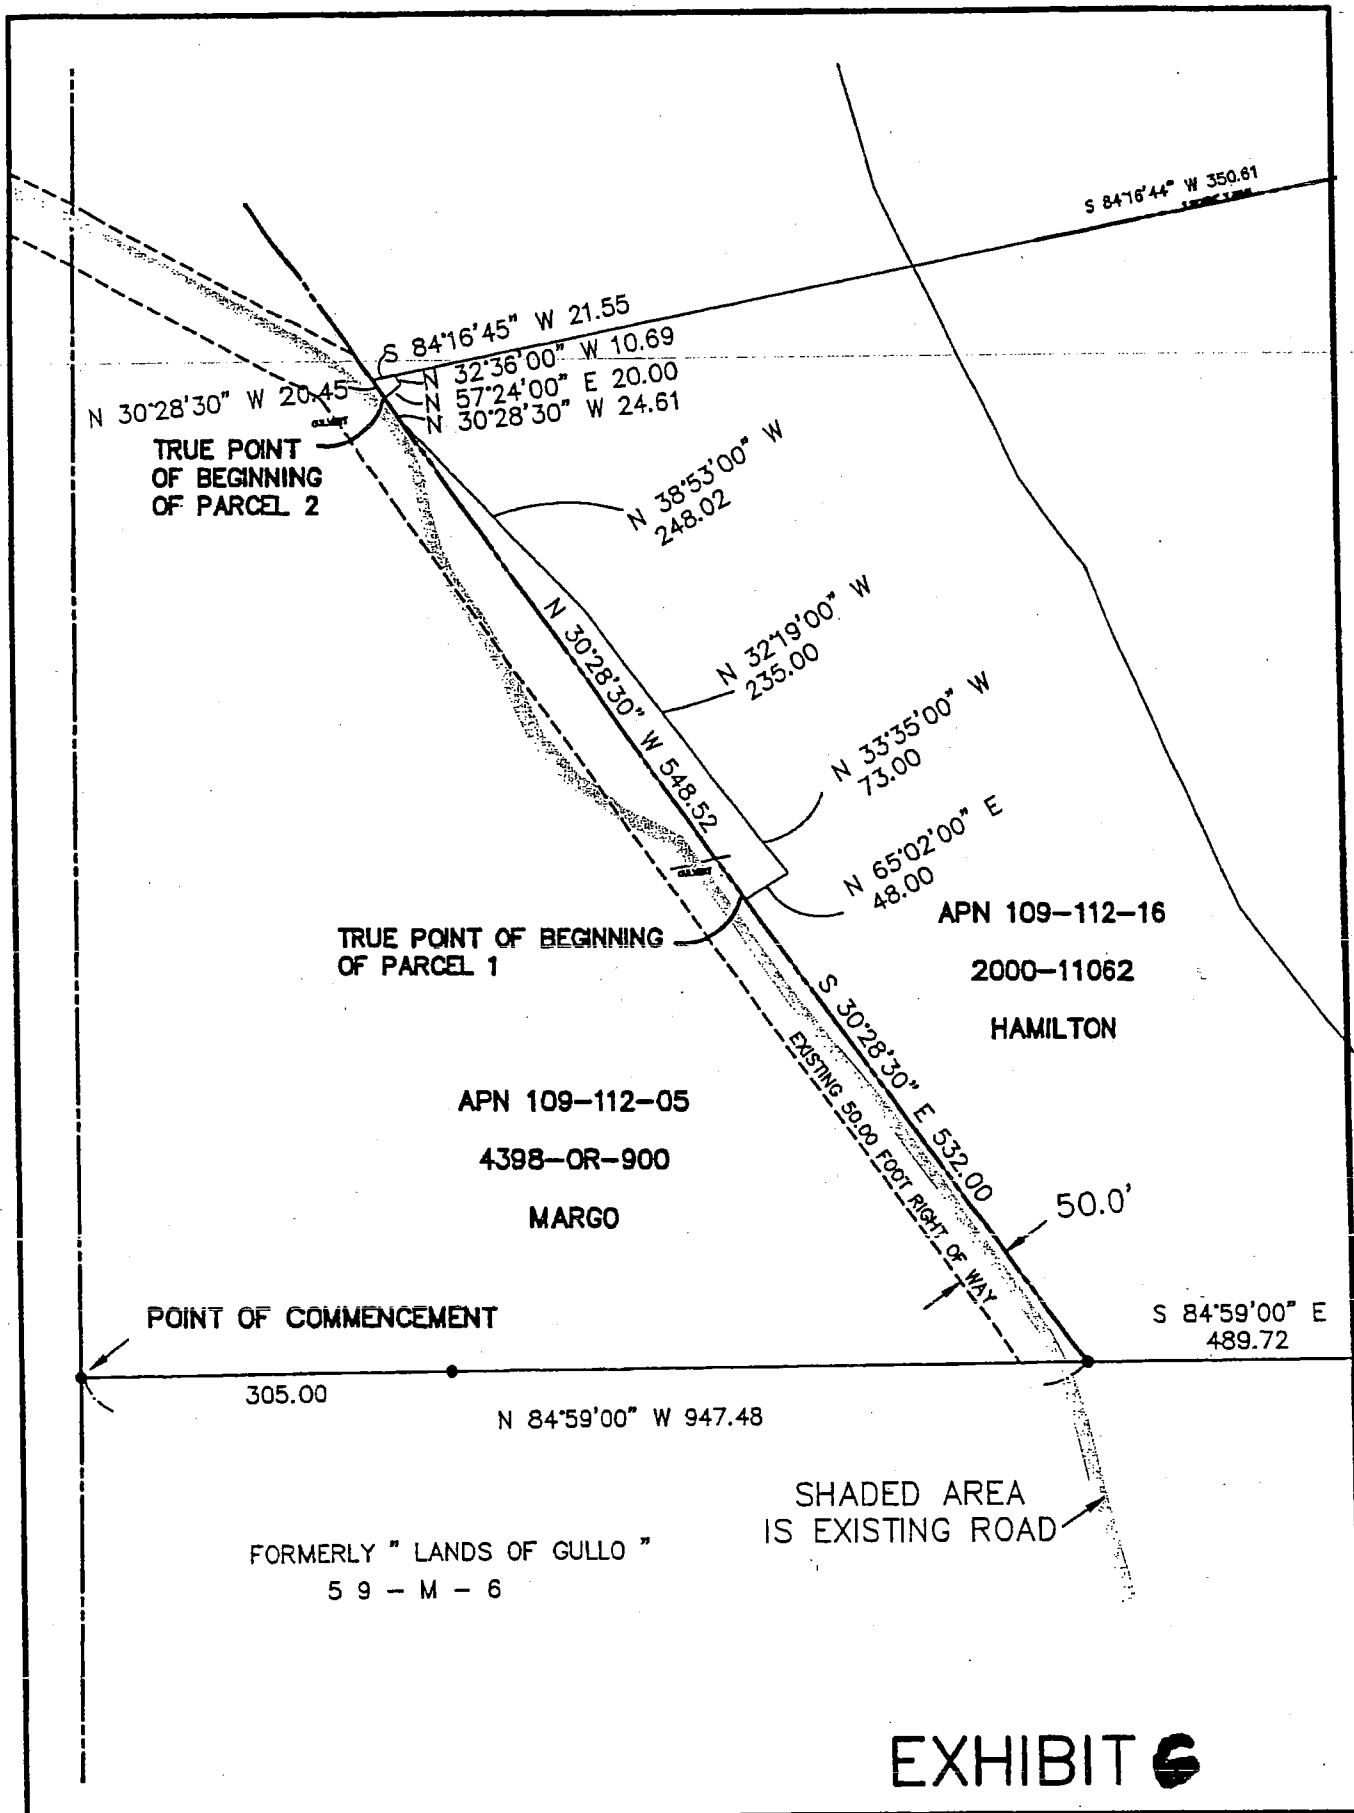 S 84°16'44" W 350.61
S 84°16'45" W 21.55
N 32°36'00" W 10.69
N 57°24'00" E 20.00
N 30°28'30" W 24.61
N 30°28'30" W 20.45
CULVERT
TRUE POINT
OF BEGINNING
OF PARCEL 2
N 38°53'00" W
248.02
N 30°28'30" W 548.52
N 32°19'00" W
235.00
N 33°35'00" W
73.00
N 65°02'00" E
48.00
CULVERT
TRUE POINT OF BEGINNING
OF PARCEL 1
APN 109-112-16
2000-11062
HAMILTON
S 30°28'30" E 532.00
EXISTING 50.00 FOOT RIGHT OF WAY
APN 109-112-05
4398-OR-900
MARGO
50.0'
POINT OF COMMENCEMENT
S 84°59'00" E
489.72
305.00
N 84°59'00" W 947.48
SHADED AREA
IS EXISTING ROAD
FORMERLY " LANDS OF GULLO "
5 9 - M - 6
EXHIBIT